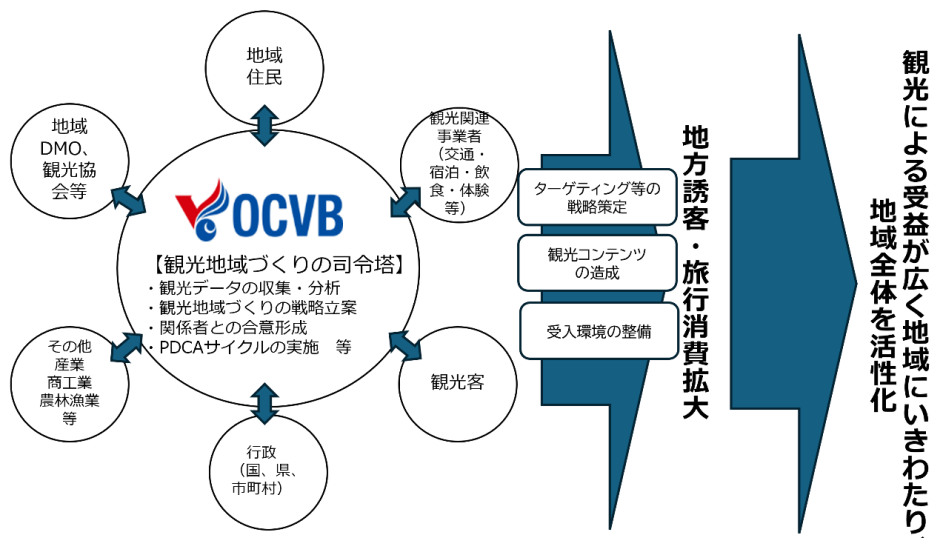 地域
住民
地域
DMO、
観光協
会等
観光関連
事業者
（交通・
宿泊・飲
食・体験
等）
OCVB
【観光地域づくりの司令塔】
・観光データの収集・分析
・観光地域づくりの戦略立案
・関係者との合意形成
・PDCAサイクルの実施　等
その他
産業
商工業
農林漁業
等
観光客
行政
（国、県、
市町村）
ターゲティング等の
戦略策定
観光コンテンツ
の造成
受入環境の整備
地方誘客・旅行消費拡大
観光による受益が広く地域にいきわたり、
地域全体を活性化